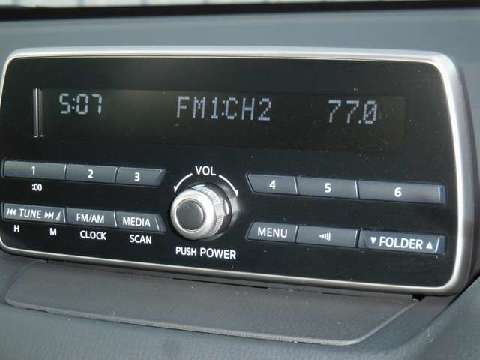 5:07 FM1:CH2 77.0
VOL
1 2 3 4 5 6
:00
TUNE FM/AM MEDIA MENU FOLDER
H M CLOCK SCAN
PUSH POWER